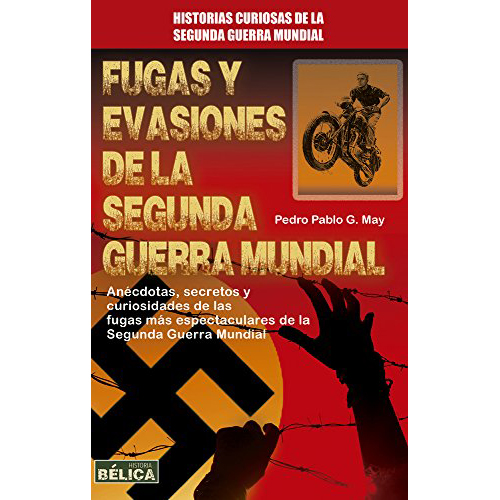 HISTORIAS CURIOSAS DE LA
SEGUNDA GUERRA MUNDIAL
FUGAS Y
EVASIONES
DE LA
SEGUNDA
GUERRA MUNDIAL
Pedro Pablo G. May
Anécdotas, secretos y
curiosidades de las
fugas más espectaculares de la
Segunda Guerra Mundial
HISTORIA
BÉLICA